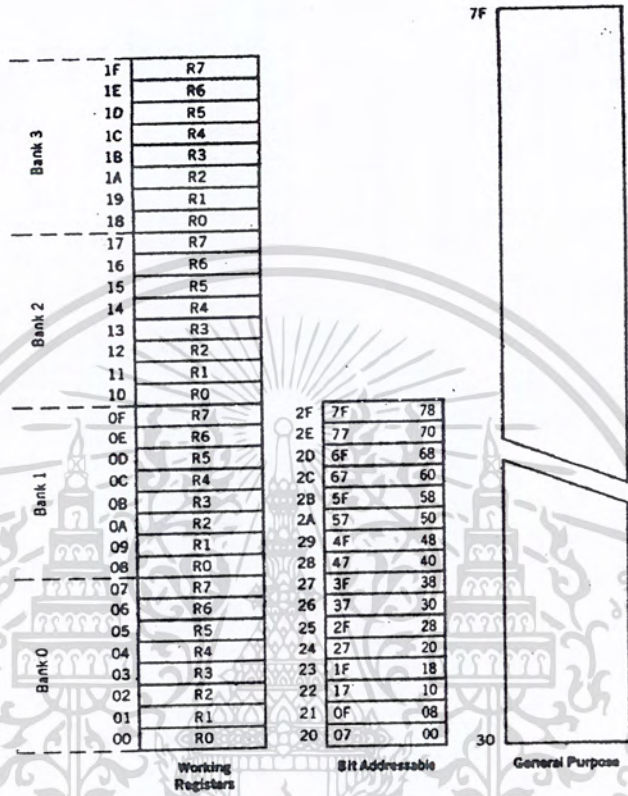 7F
Bank 3
1F R7
1E R6
1D R5
1C R4
1B R3
1A R2
19 R1
18 R0
Bank 2
17 R7
16 R6
15 R5
14 R4
13 R3
12 R2
11 R1
10 R0
Bank 1
0F R7
0E R6
0D R5
0C R4
0B R3
0A R2
09 R1
08 R0
Bank 0
07 R7
06 R6
05 R5
04 R4
03 R3
02 R2
01 R1
00 R0
Working
Registers
2F 7F 78
2E 77 70
2D 6F 68
2C 67 60
2B 5F 58
2A 57 50
29 4F 48
28 47 40
27 3F 38
26 37 30
25 2F 28
24 27 20
23 1F 18
22 17 10
21 0F 08
20 07 00
Bit Addressable
30
General Purpose